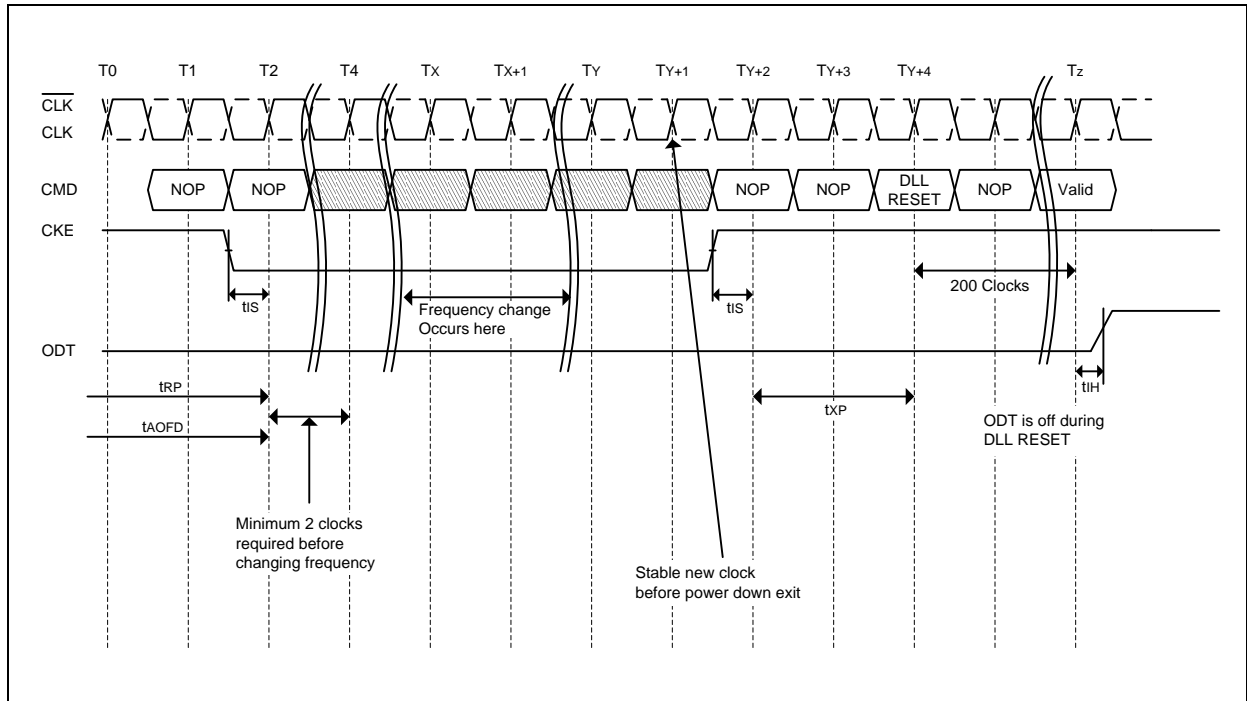 T0 T1 T2 T4 TX TX+1 TY TY+1 TY+2 TY+3 TY+4 Tz
CLK
CLK
CMD NOP NOP NOP NOP DLL RESET NOP Valid
CKE
tIS
Frequency change
Occurs here
tIS
200 Clocks
ODT
tRP
tXP
tIH
tAOFD
ODT is off during
DLL RESET
Minimum 2 clocks
required before
changing frequency
Stable new clock
before power down exit